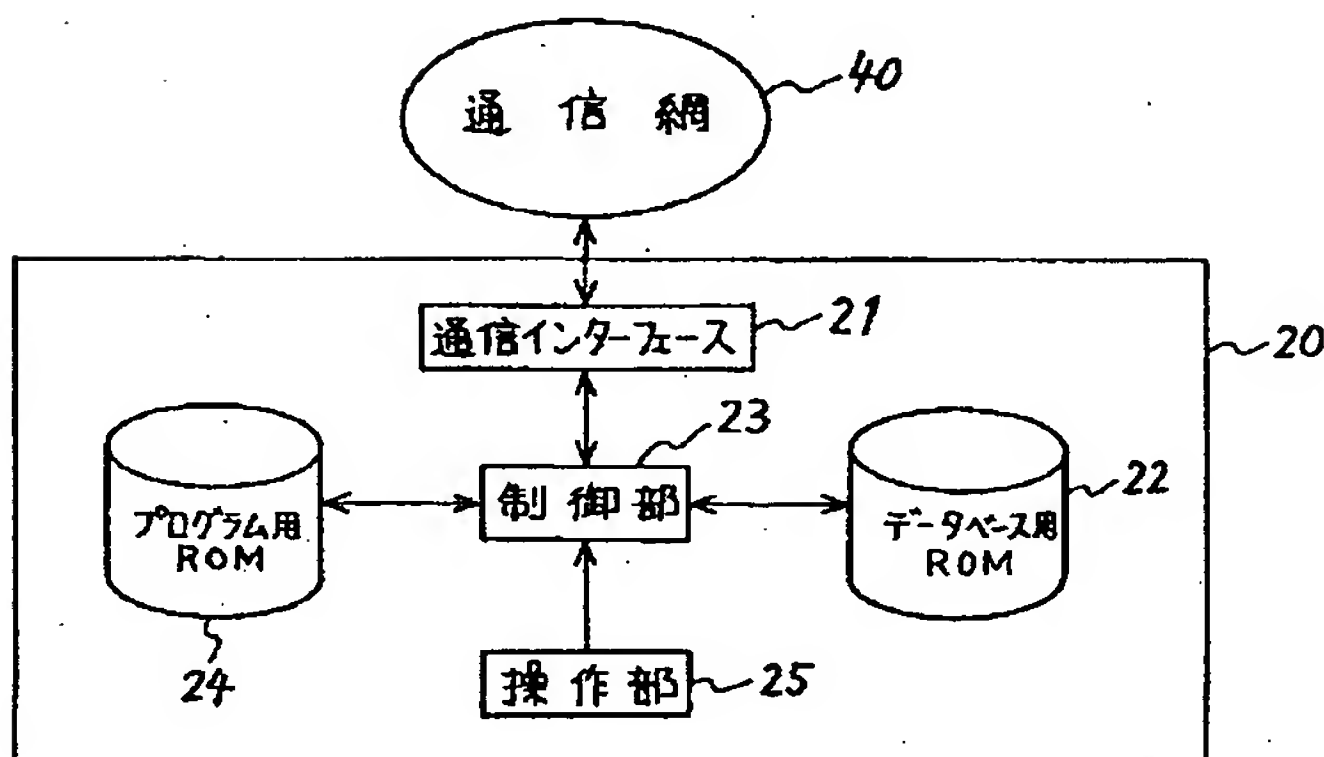 通信網
40
通信インターフェース
21
20
23
制御部
プログラム用
ROM
24
データベース用
ROM
22
操作部
25